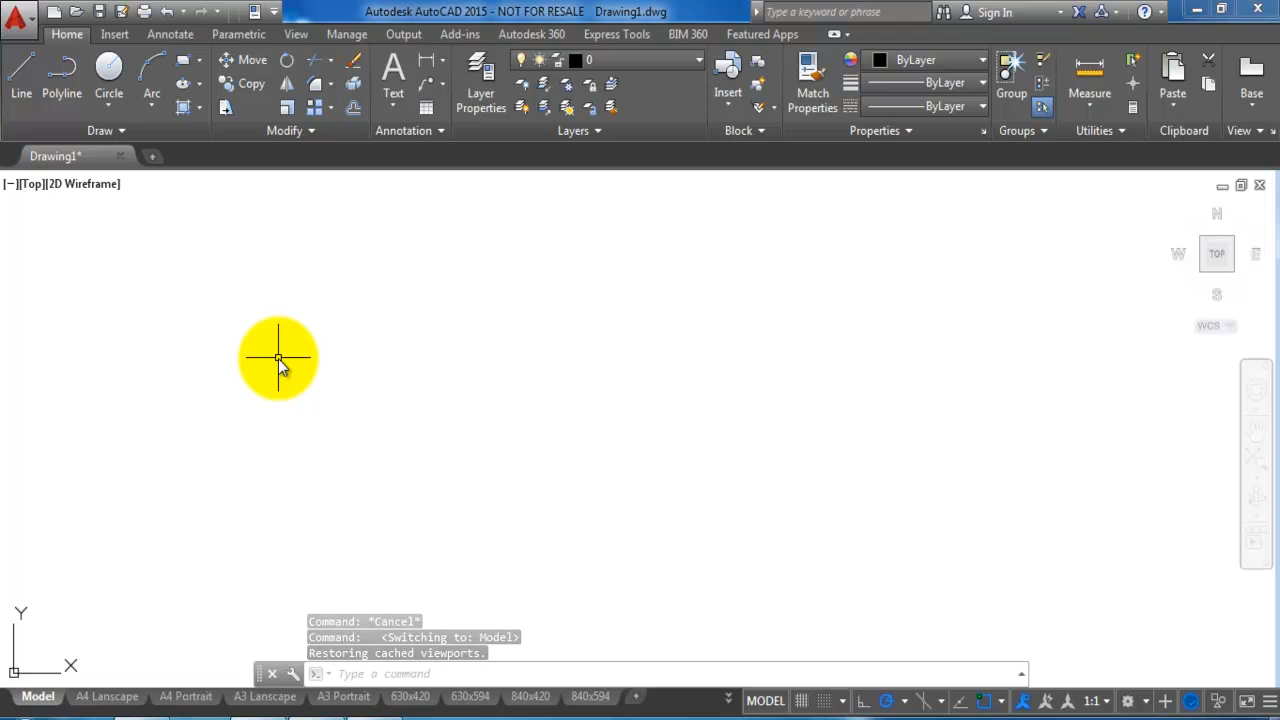 Autodesk AutoCAD 2015 - NOT FOR RESALE Drawing1.dwg
Type a keyword or phrase
Sign In
Home Insert Annotate Parametric View Manage Output Add-ins Autodesk 360 Express Tools BIM 360 Featured Apps
Line Polyline Circle Arc
Move
Copy
Text
Layer Properties
0
Insert
Match Properties
ByLayer
ByLayer
ByLayer
Group
Measure
Paste
Base
Draw Modify Annotation Layers Block Properties Groups Utilities Clipboard View
Drawing1*
[−][Top][2D Wireframe]
N
W TOP E
S
WCS
Y
X
Command: *Cancel*
Command: <Switching to: Model>
Restoring cached viewports.
Type a command
Model A4 Lanscape A4 Portrait A3 Lanscape A3 Portrait 630x420 630x594 840x420 840x594 +
MODEL 1:1